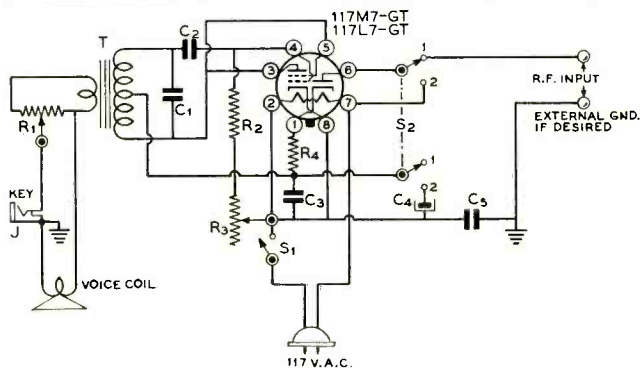 117M7-GT
117L7-GT
T
C2
4
5
3
6
1
2
R.F. INPUT
C1
R2
2
7
S2
EXTERNAL GND.
IF DESIRED
R1
1
8
R4
1
KEY
J
C3
2
C4
C5
R3
S1
VOICE COIL
117 V.A.C.